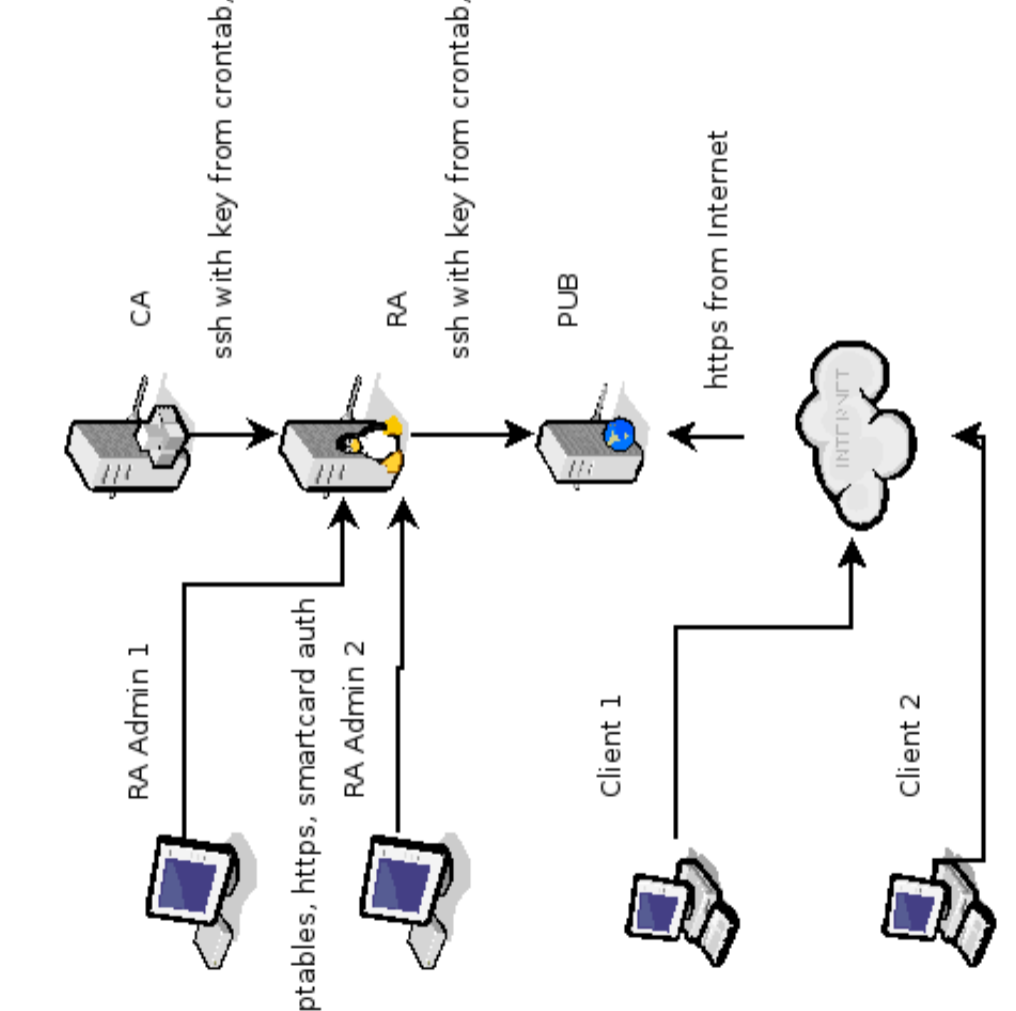 CA
ssh with key from crontab,
RA
ssh with key from crontab,
PUB
https from Internet
INTERNET
RA Admin 1
ptables, https, smartcard auth
RA Admin 2
Client 1
Client 2